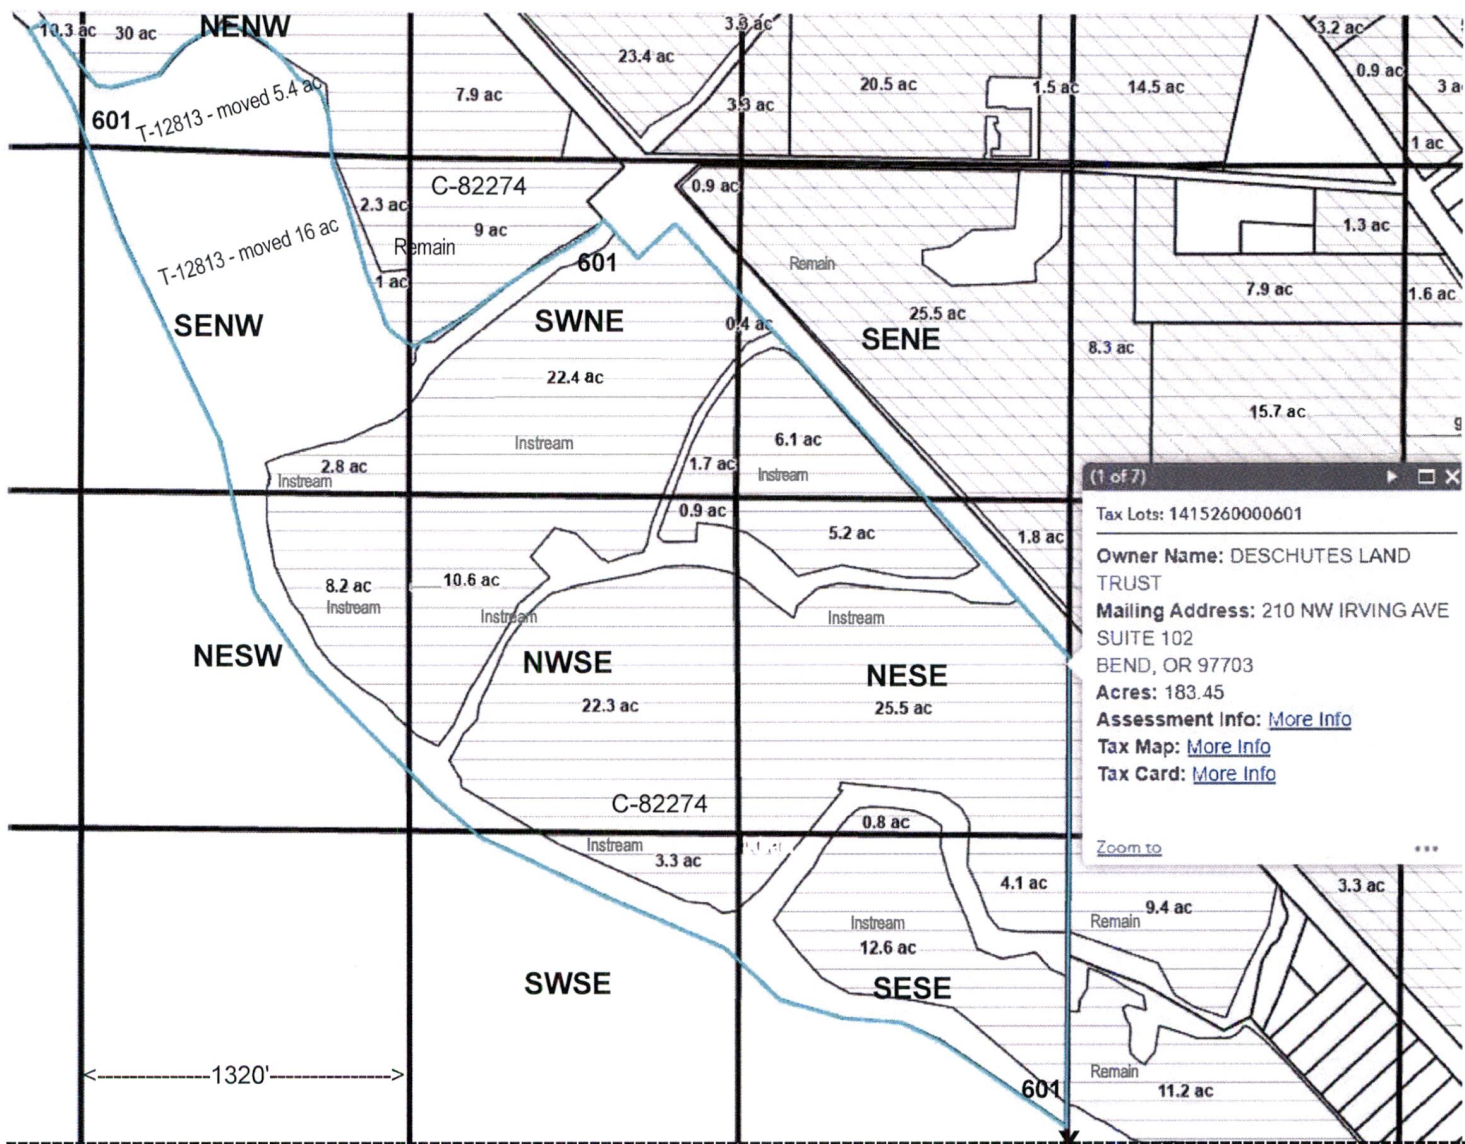 10.3 ac
30 ac
NENW
3.3 ac
3.2 ac
23.4 ac
7.9 ac
3.3 ac
20.5 ac
1.5 ac
14.5 ac
0.9 ac
3 a
601
T-12813 - moved 5.4 ac
1 ac
C-82274
0.9 ac
2.3 ac
9 ac
Remain
1.3 ac
T-12813 - moved 16 ac
1 ac
601
Remain
7.9 ac
1.6 ac
SENW
SWNE
0.4 ac
25.5 ac
SENE
8.3 ac
22.4 ac
15.7 ac
Instream
6.1 ac
2.8 ac
Instream
1.7 ac
Instream
0.9 ac
5.2 ac
1.8 ac
8.2 ac
Instream
10.6 ac
Instream
Instream
NESW
NWSE
NESE
22.3 ac
25.5 ac
C-82274
0.8 ac
Instream
3.3 ac
4.1 ac
3.3 ac
9.4 ac
Remain
Instream
12.6 ac
SWSE
SESE
<-------1320'------->
601
Remain
11.2 ac
(1 of 7)
Tax Lots: 1415260000601
Owner Name: DESCHUTES LAND
TRUST
Mailing Address: 210 NW IRVING AVE
SUITE 102
BEND, OR 97703
Acres: 183.45
Assessment Info: More Info
Tax Map: More Info
Tax Card: More Info
Zoom to